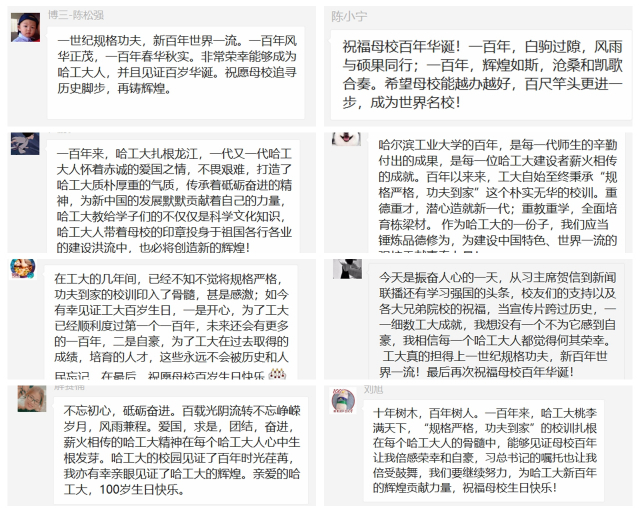 博三-陈松强
一世纪规格功夫，新百年世界一流。一百年风
华正茂，一百年春华秋实。非常荣幸能够成为
哈工大人，并且见证百岁华诞。祝愿母校追寻
历史脚步，再铸辉煌。
陈小宁
祝福母校百年华诞！一百年，白驹过隙，风雨
与硕果同行；一百年，辉煌如斯，沧桑和凯歌
合奏。希望母校能越办越好，百尺竿头更进一
步，成为世界名校！
一百年来，哈工大扎根龙江，一代又一代哈工
大人怀着赤诚的爱国之情，不畏艰难，打造了
哈工大质朴厚重的气质，传承着砥砺奋进的精
神，为新中国的发展默默贡献着自己的力量，
哈工大教给学子们的不仅仅是科学文化知识，
哈工大人带着母校的印章投身于祖国各行各业
的建设洪流中，也必将创造新的辉煌！
哈尔滨工业大学的百年，是每一代师生的辛勤
付出的成果，是每一位哈工大建设者薪火相传
的成就。百年以来来，工大自始至终秉承“规
格严格，功夫到家”这个朴实无华的校训。重
德重才，潜心造就新一代；重教重学，全面培
育栋梁材。 作为哈工大的一份子，我们应当
锤炼品德修为，为建设中国特色、世界一流的
在工大的几年间，已经不知不觉将规格严格，
功夫到家的校训印入了骨髓，甚是感激；如今
有幸见证工大百岁生日，一是开心，为了工大
已经顺利度过第一个一百年，未来还会有更多
的一百年，二是自豪，为了工大在过去取得的
成绩，培育的人才，这些永远不会被历史和人
民忘记，在最后，祝愿母校百岁生日快乐
今天是振奋人心的一天，从习主席贺信到新闻
联播还有学习强国的头条，校友们的支持以及
各大兄弟院校的祝福，当宣传片跨过历史，一
一细数工大成就，我想没有一个不为它感到自
豪，我相信每一个哈工大人都觉得何其荣幸。
工大真的担得上一世纪规格功夫，新百年世
界一流！最后再次祝福母校百年华诞！
不忘初心，砥砺奋进。百载光阴流转不忘峥嵘
岁月，风雨兼程。爱国，求是，团结，奋进，
薪火相传的哈工大精神在每个哈工大人心中生
根发芽。哈工大的校园见证了百年时光荏苒，
我亦有幸亲眼见证了哈工大的辉煌。亲爱的哈
工大，100岁生日快乐。
刘旭
十年树木，百年树人。一百年来，哈工大桃李
满天下，“规格严格，功夫到家”的校训扎根
在每个哈工大人的骨髓中，能够见证母校百年
让我倍感荣幸和自豪，习总书记的嘱托也让我
倍受鼓舞，我们要继续努力，为哈工大新百年
的辉煌贡献力量，祝福母校生日快乐！